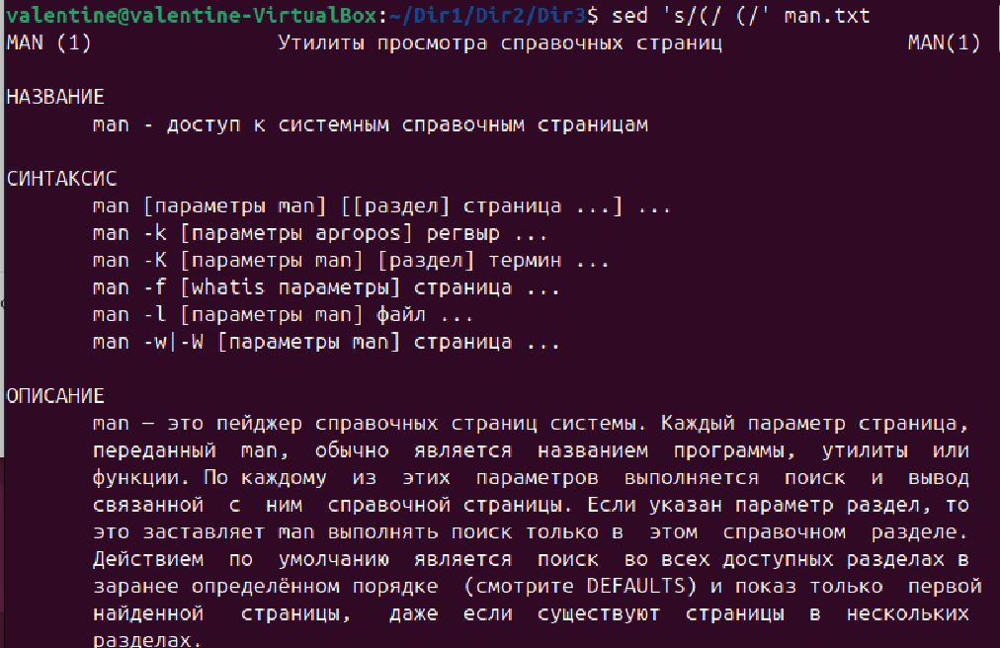 valentine@valentine-VirtualBox:~/Dir1/Dir2/Dir3$ sed 's/(/ (/' man.txt
MAN (1)               Утилиты просмотра справочных страниц               MAN(1)
НАЗВАНИЕ
       man - доступ к системным справочным страницам
СИНТАКСИС
       man [параметры man] [[раздел] страница ...] ...
       man -k [параметры apropos] регвыр ...
       man -K [параметры man] [раздел] термин ...
       man -f [whatis параметры] страница ...
       man -l [параметры man] файл ...
       man -w|-W [параметры man] страница ...
ОПИСАНИЕ
       man — это пейджер справочных страниц системы. Каждый параметр страница,
       переданный  man,  обычно  является  названием  программы,  утилиты  или
       функции. По каждому  из  этих  параметров  выполняется  поиск  и  вывод
       связанной  с  ним  справочной страницы. Если указан параметр раздел, то
       это заставляет man выполнять поиск только в  этом  справочном  разделе.
       Действием  по  умолчанию  является  поиск  во всех доступных разделах в
       заранее определённом порядке  (смотрите DEFAULTS) и показ только  первой
       найденной   страницы,   даже  если  существуют  страницы  в  нескольких
       разделах.